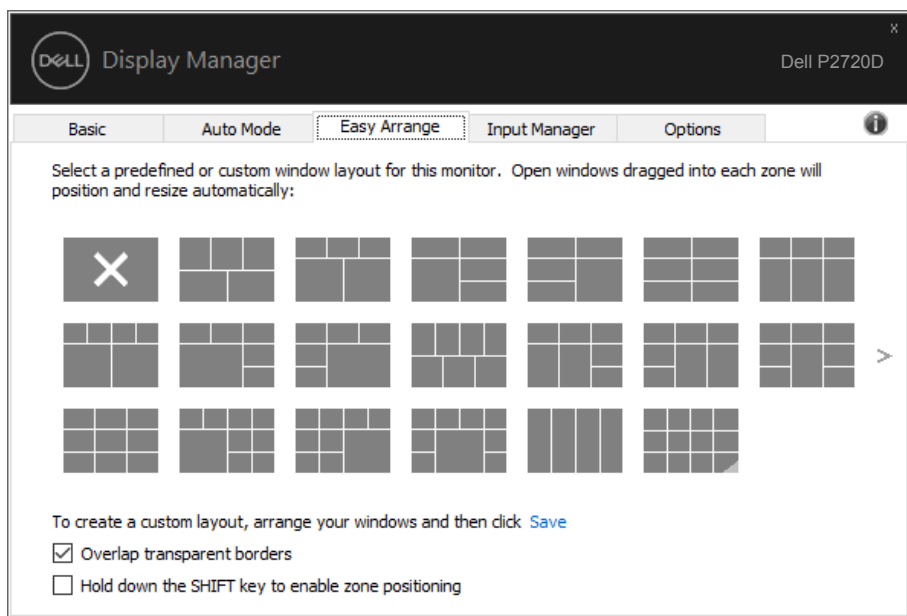 DELL Display Manager
x
Dell P2720D
Basic Auto Mode Easy Arrange Input Manager Options
Select a predefined or custom window layout for this monitor. Open windows dragged into each zone will
position and resize automatically:
>
To create a custom layout, arrange your windows and then click Save
Overlap transparent borders
Hold down the SHIFT key to enable zone positioning